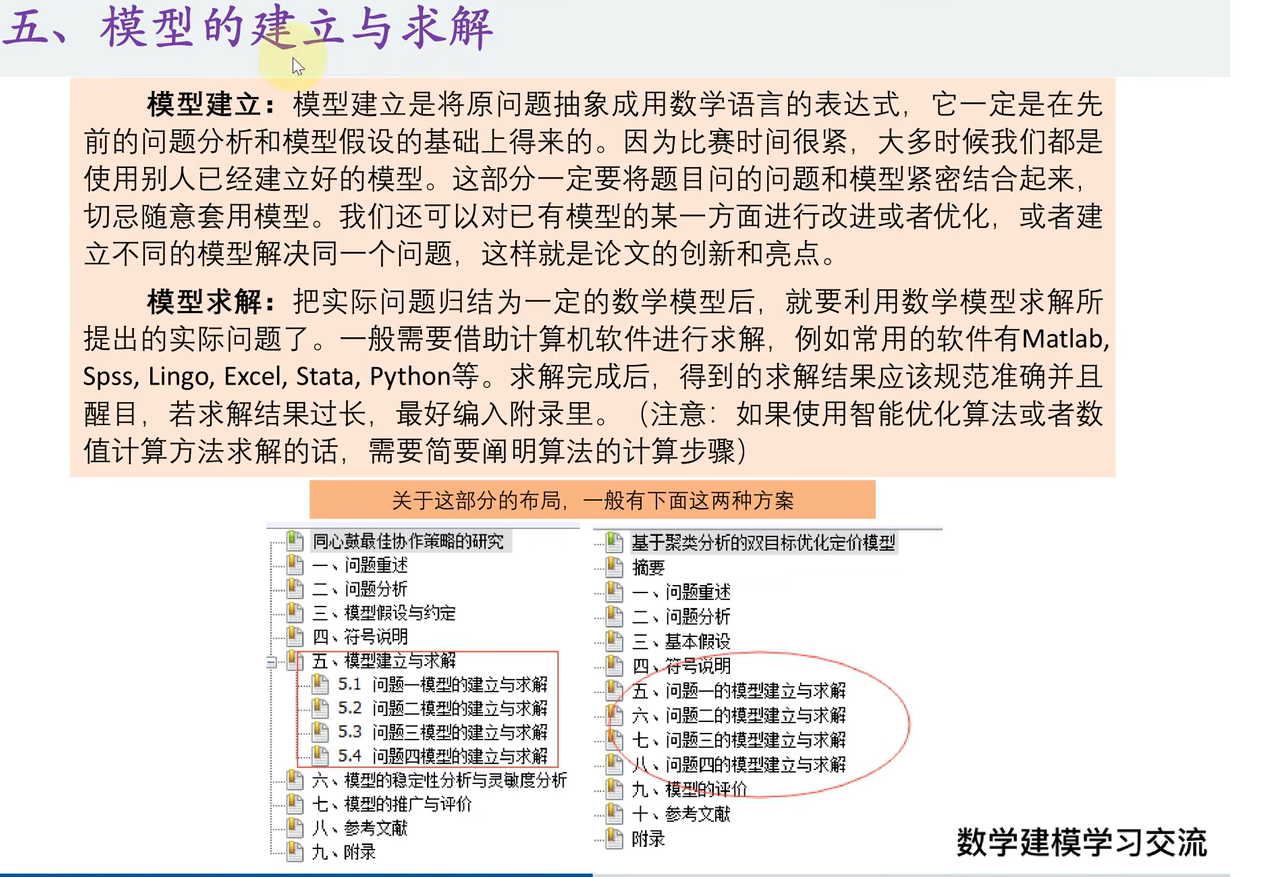 五、模型的建立与求解
模型建立：模型建立是将原问题抽象成用数学语言的表达式，它一定是在先
前的问题分析和模型假设的基础上得来的。因为比赛时间很紧，大多时候我们都是
使用别人已经建立好的模型。这部分一定要将题目问的问题和模型紧密结合起来，
切忌随意套用模型。我们还可以对已有模型的某一方面进行改进或者优化，或者建
立不同的模型解决同一个问题，这样就是论文的创新和亮点。
模型求解：把实际问题归结为一定的数学模型后，就要利用数学模型求解所
提出的实际问题了。一般需要借助计算机软件进行求解，例如常用的软件有Matlab,
Spss, Lingo, Excel, Stata, Python等。求解完成后，得到的求解结果应该规范准确并且
醒目，若求解结果过长，最好编入附录里。（注意：如果使用智能优化算法或者数
值计算方法求解的话，需要简要阐明算法的计算步骤）
关于这部分的布局，一般有下面这两种方案
同心鼓最佳协作策略的研究
一、问题重述
二、问题分析
三、模型假设与约定
四、符号说明
五、模型建立与求解
5.1 问题一模型的建立与求解
5.2 问题二模型的建立与求解
5.3 问题三模型的建立与求解
5.4 问题四模型的建立与求解
六、模型的稳定性分析与灵敏度分析
七、模型的推广与评价
八、参考文献
九、附录
基于聚类分析的双目标优化定价模型
摘要
一、问题重述
二、问题分析
三、基本假设
四、符号说明
五、问题一的模型建立与求解
六、问题二的模型建立与求解
七、问题三的模型建立与求解
八、问题四的模型建立与求解
九、模型的评价
十、参考文献
附录
数学建模学习交流